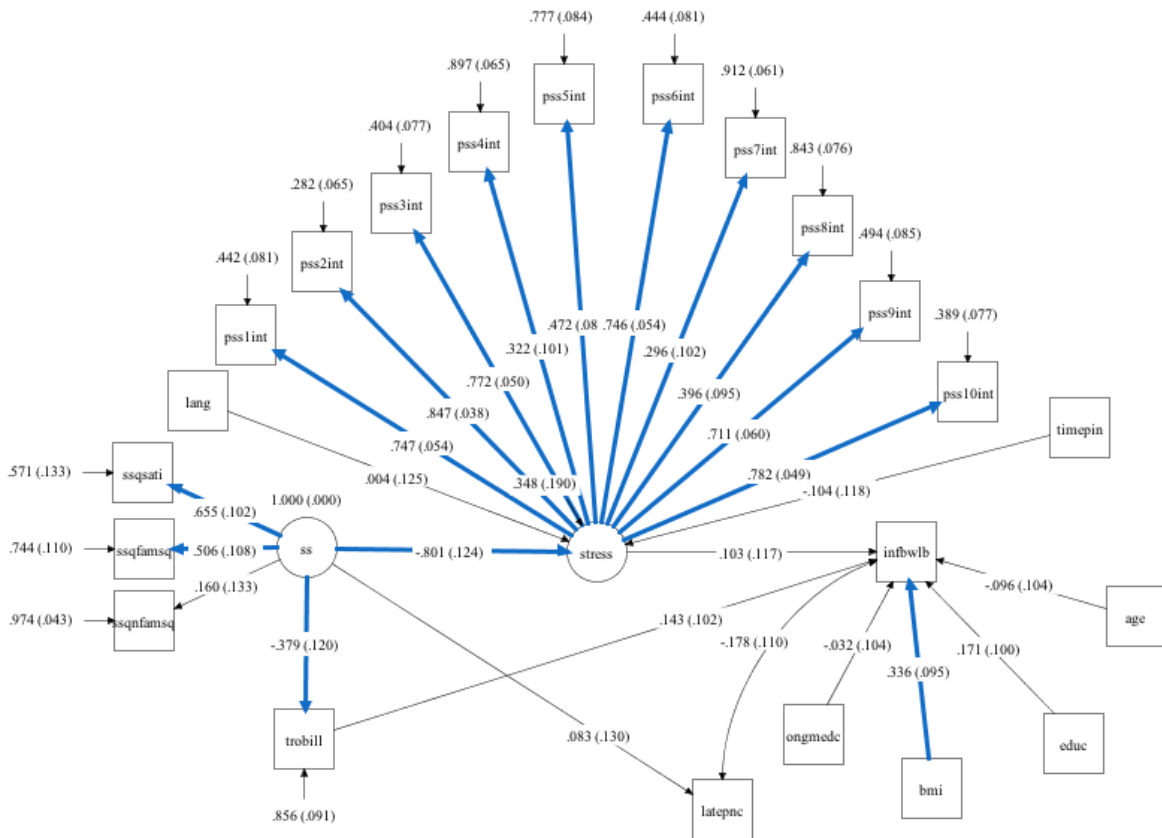 .777 (.084)
.444 (.081)
.897 (.065)
.912 (.061)
pss5int
pss6int
.404 (.077)
pss4int
pss7int
.843 (.076)
.282 (.065)
pss3int
pss8int
.494 (.085)
.442 (.081)
pss2int
pss9int
.389 (.077)
pss1int
.472 (.08
.746 (.054)
.322 (.101)
.296 (.102)
.772 (.050)
.396 (.095)
pss10int
lang
.847 (.038)
.711 (.060)
timepin
.747 (.054)
.571 (.133)
ssqsati
.004 (.125)
.348 (.190)
.782 (.049)
-.104 (.118)
1.000 (.000)
.655 (.102)
.744 (.110)
ssqfamsq
.506 (.108)
ss
-.801 (.124)
stress
.103 (.117)
infbwlb
.160 (.133)
-.096 (.104)
.974 (.043)
ssqnfamsq
age
.143 (.102)
-.379 (.120)
-.178 (.110)
-.032 (.104)
.171 (.100)
.336 (.095)
trobill
.083 (.130)
ongmedc
educ
bmi
latepnc
.856 (.091)